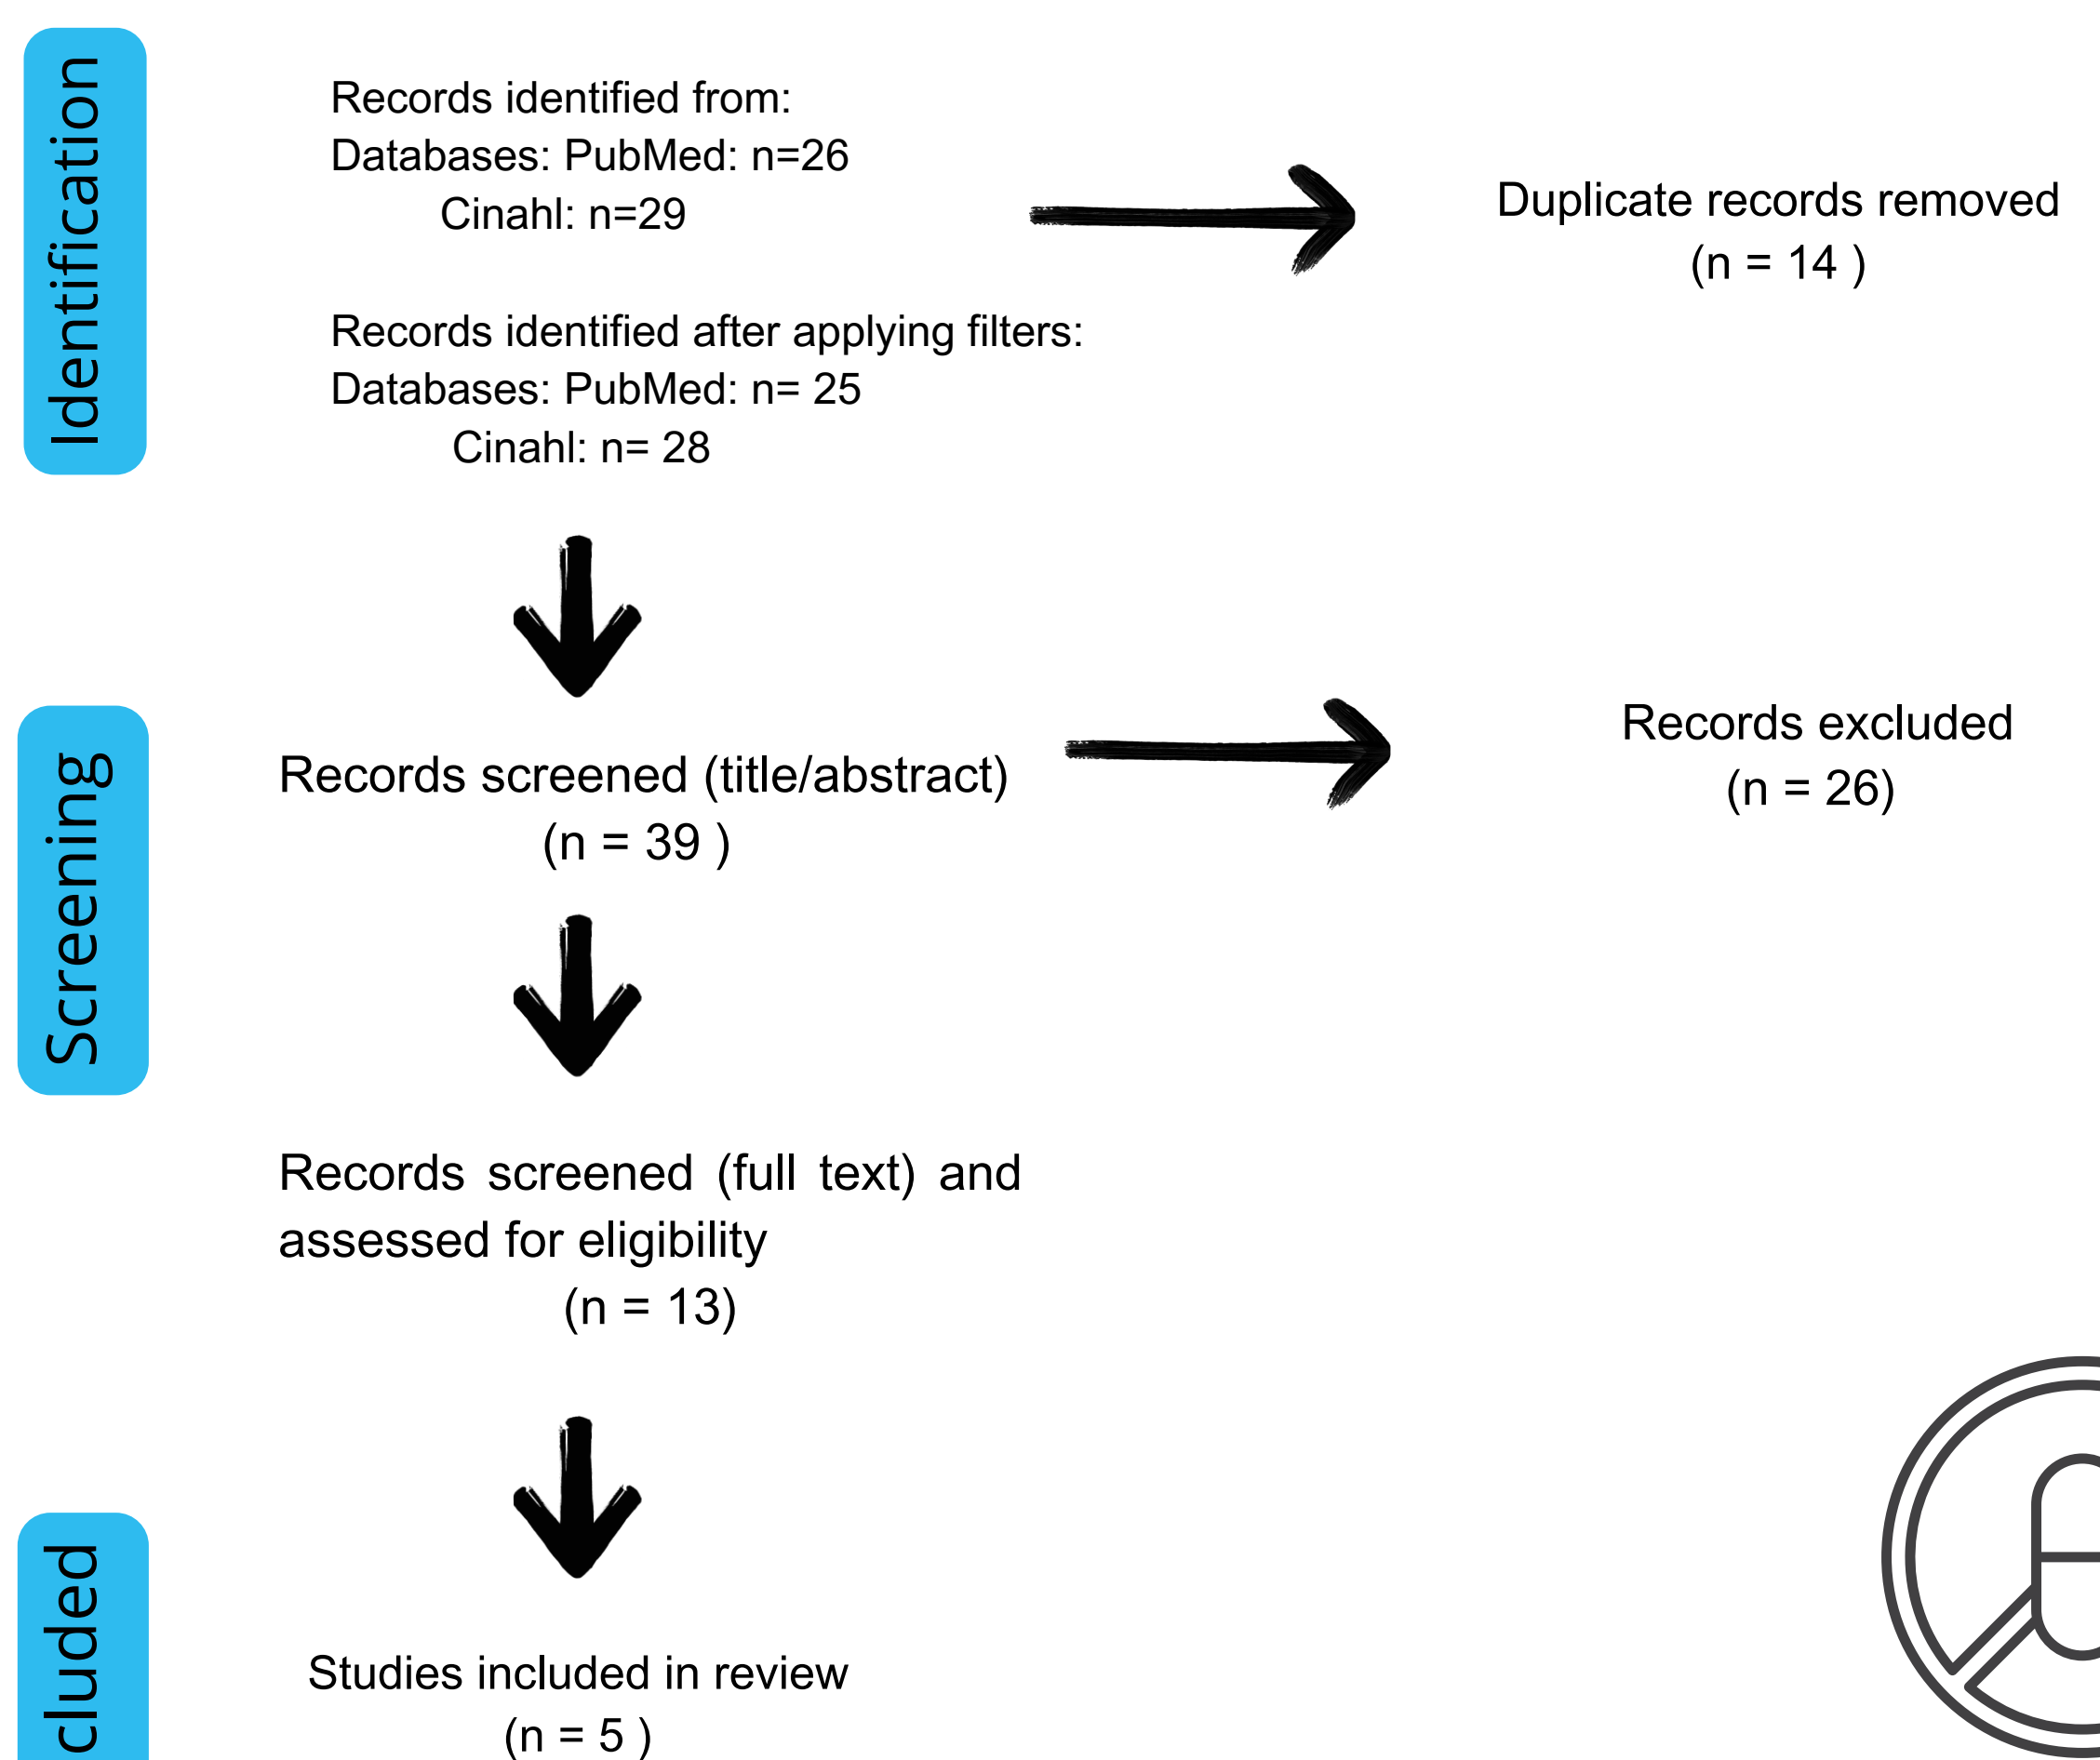 Identification
Records identified from:
Databases: PubMed: n=26
Cinahl: n=29
Records identified after applying filters:
Databases: PubMed: n= 25
Cinahl: n= 28
Duplicate records removed
(n = 14 )
Screening
Records screened (title/abstract)
(n = 39 )
Records excluded
(n = 26)
Records screened (full text) and
assessed for eligibility
(n = 13)
cluded
Studies included in review
(n = 5 )